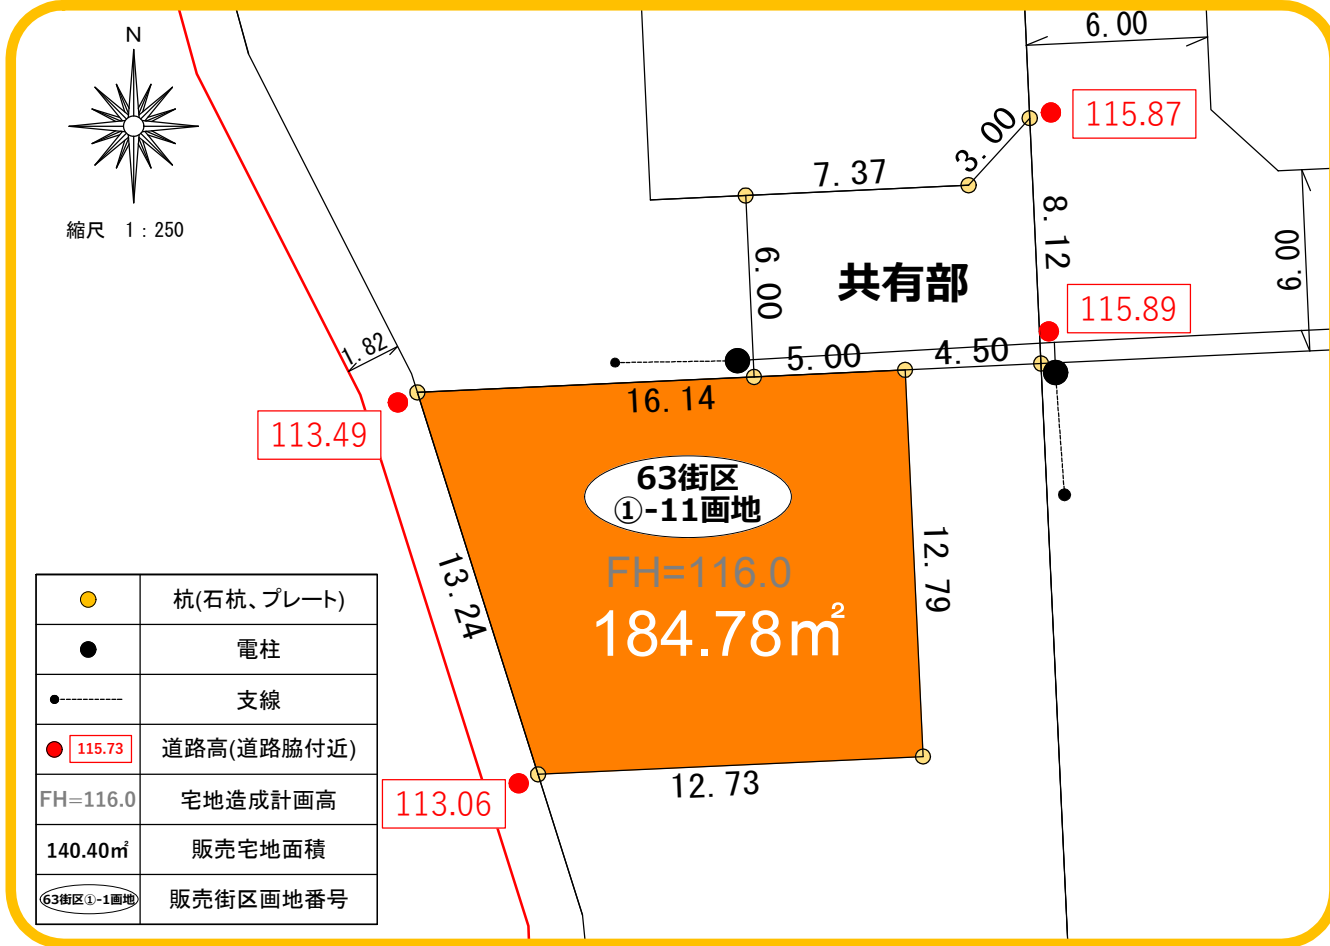 N
縮尺　1：250
6.00
115.87
3.00
7.37
8.12
6.00
共有部
6.00
115.89
1.82
5.00
4.50
16.14
113.49
63街区
①-11画地
FH=116.0
184.78㎡
13.24
12.79
12.73
113.06
杭(石杭、プレート)
電柱
支線
115.73 道路高(道路脇付近)
FH=116.0 宅地造成計画高
140.40㎡ 販売宅地面積
63街区①-1画地 販売街区画地番号